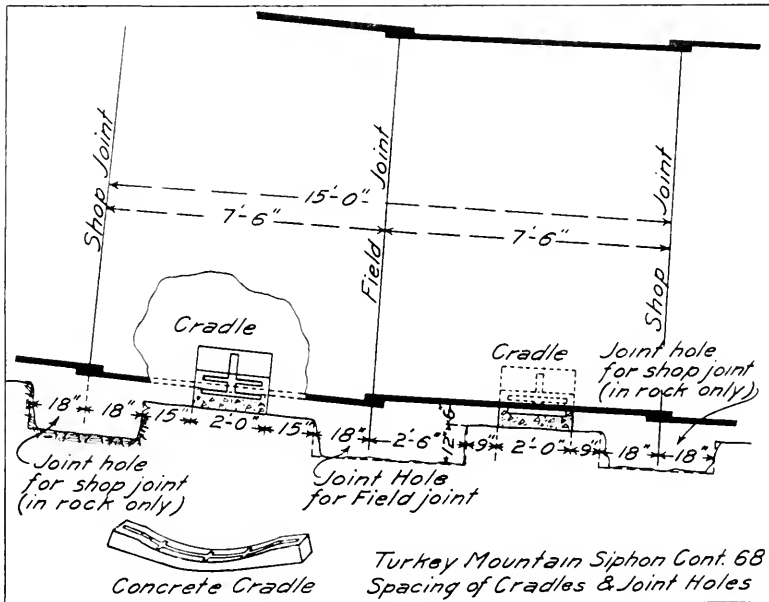 Shop Joint
Field Joint
Shop Joint
15'-0"
7'-6"
7'-6"
Cradle
Cradle
Joint hole
for shop joint
(in rock only)
18"
18"
15"
2'-0"
15"
18"
2'-6"
12"
6"
9"
2'-0"
9"
18"
18"
Joint hole
for shop joint
(in rock only)
Joint Hole
for Field joint
Concrete Cradle
Turkey Mountain Siphon Cont. 68
Spacing of Cradles & Joint Holes